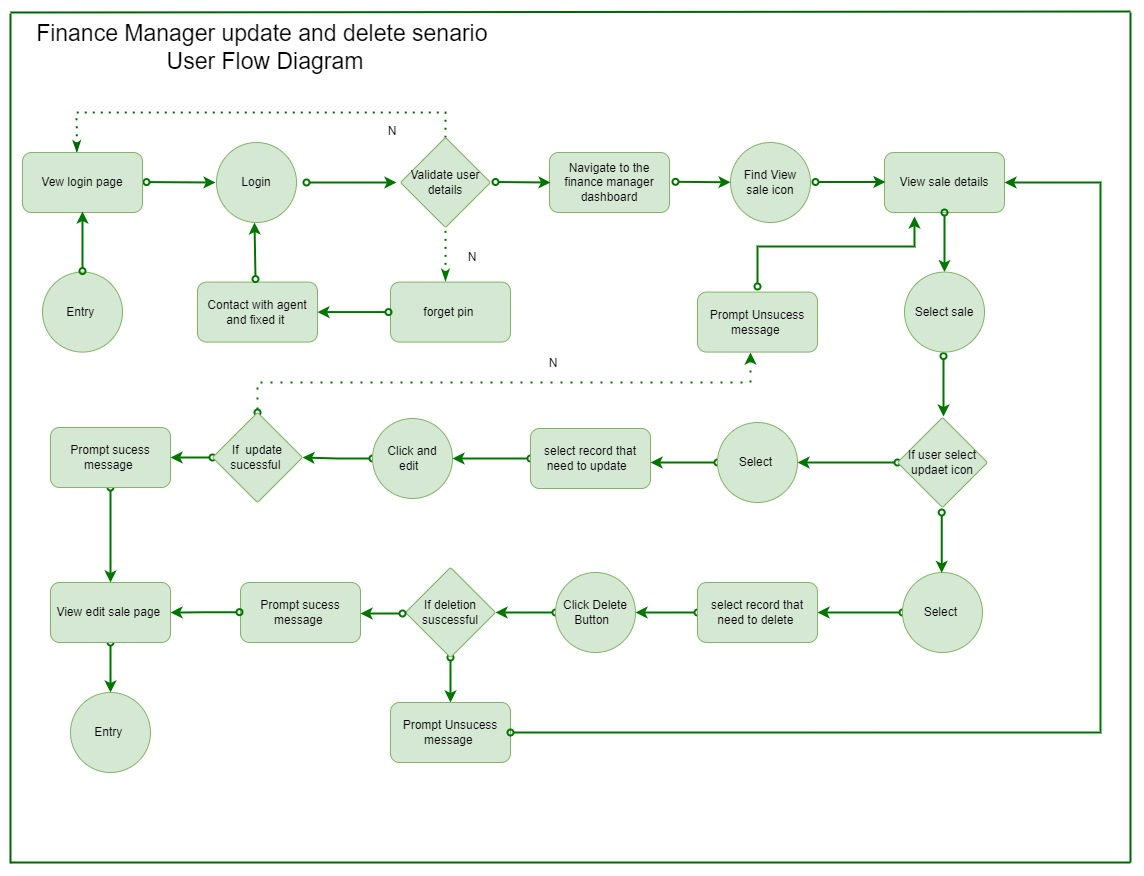 Finance Manager update and delete senario
User Flow Diagram
N
Vew login page
Login
Validate user
details
Navigate to the
finance manager
dashboard
Find View
sale icon
View sale details
N
Entry
Contact with agent
and fixed it
forget pin
Prompt Unsucess
message
Select sale
N
Prompt sucess
message
If  update
sucessful
Click and
edit
select record that
need to update
Select
If user select
updaet icon
View edit sale page
Prompt sucess
message
If deletion
suscessful
Click Delete
Button
select record that
need to delete
Select
Entry
Prompt Unsucess
message